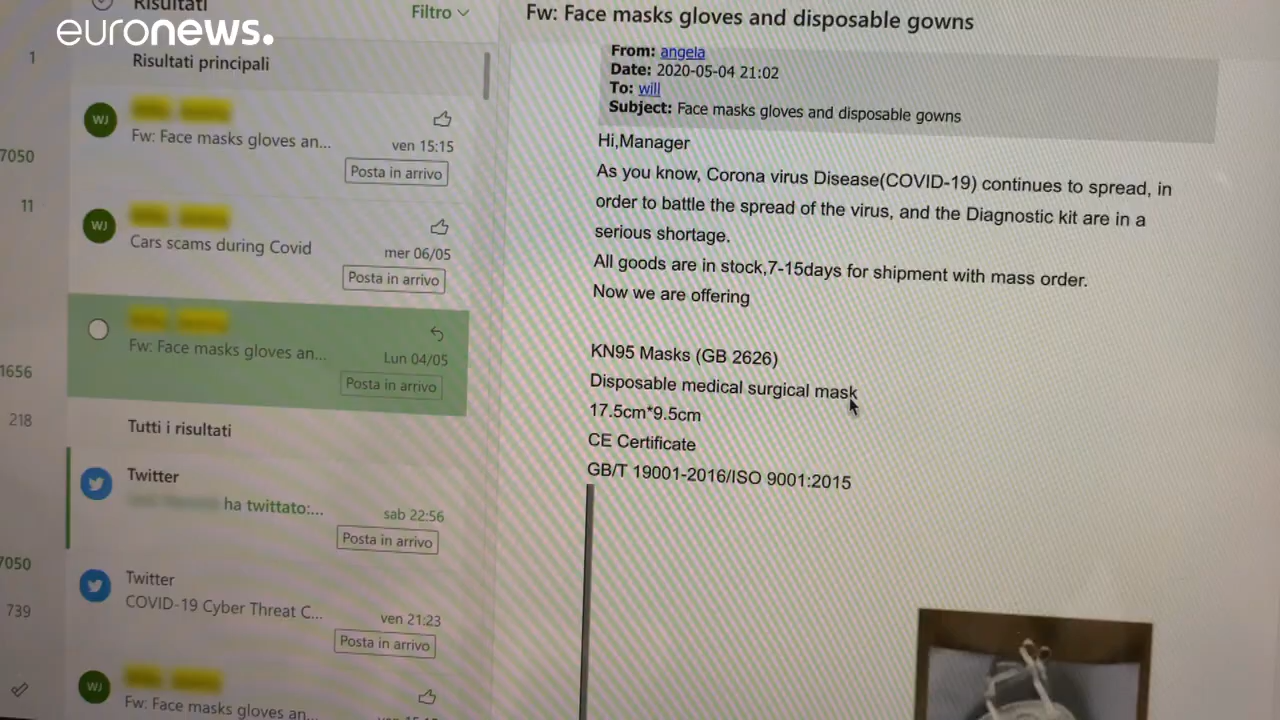 euronews.
Risultati
Filtro
Risultati principali
1
WJ
Fw: Face masks gloves an...
ven 15:15
Posta in arrivo
7050
11
WJ
Cars scams during Covid
mer 06/05
Posta in arrivo
Fw: Face masks gloves an...
Lun 04/05
Posta in arrivo
1656
218
Tutti i risultati
Twitter
ha twittato:...
sab 22:56
Posta in arrivo
7050
Twitter
COVID-19 Cyber Threat C...
ven 21:23
Posta in arrivo
739
WJ
Fw: Face masks gloves an...
Fw: Face masks gloves and disposable gowns
From: angela
Date: 2020-05-04 21:02
To: will
Subject: Face masks gloves and disposable gowns
Hi,Manager
As you know, Corona virus Disease(COVID-19) continues to spread, in
order to battle the spread of the virus, and the Diagnostic kit are in a
serious shortage.
All goods are in stock,7-15days for shipment with mass order.
Now we are offering
KN95 Masks (GB 2626)
Disposable medical surgical mask
17.5cm*9.5cm
CE Certificate
GB/T 19001-2016/ISO 9001:2015